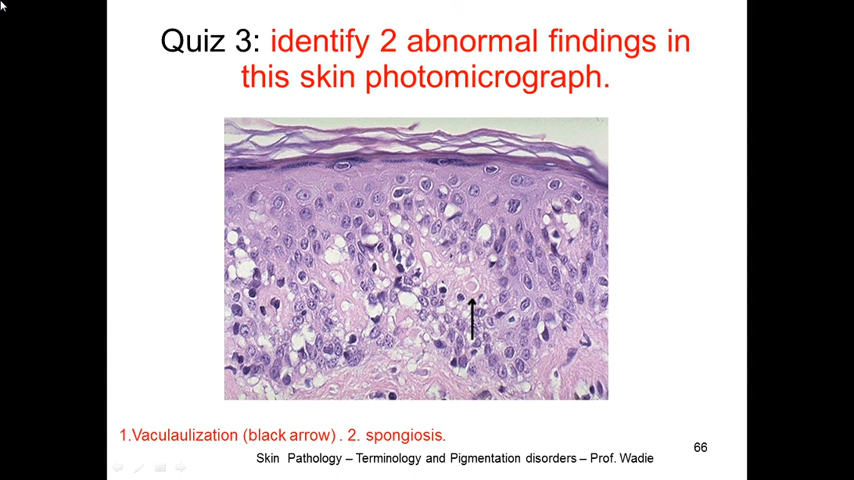 Quiz 3: identify 2 abnormal findings in
this skin photomicrograph.
1.Vaculaulization (black arrow) . 2. spongiosis.
66
Skin Pathology – Terminology and Pigmentation disorders – Prof. Wadie